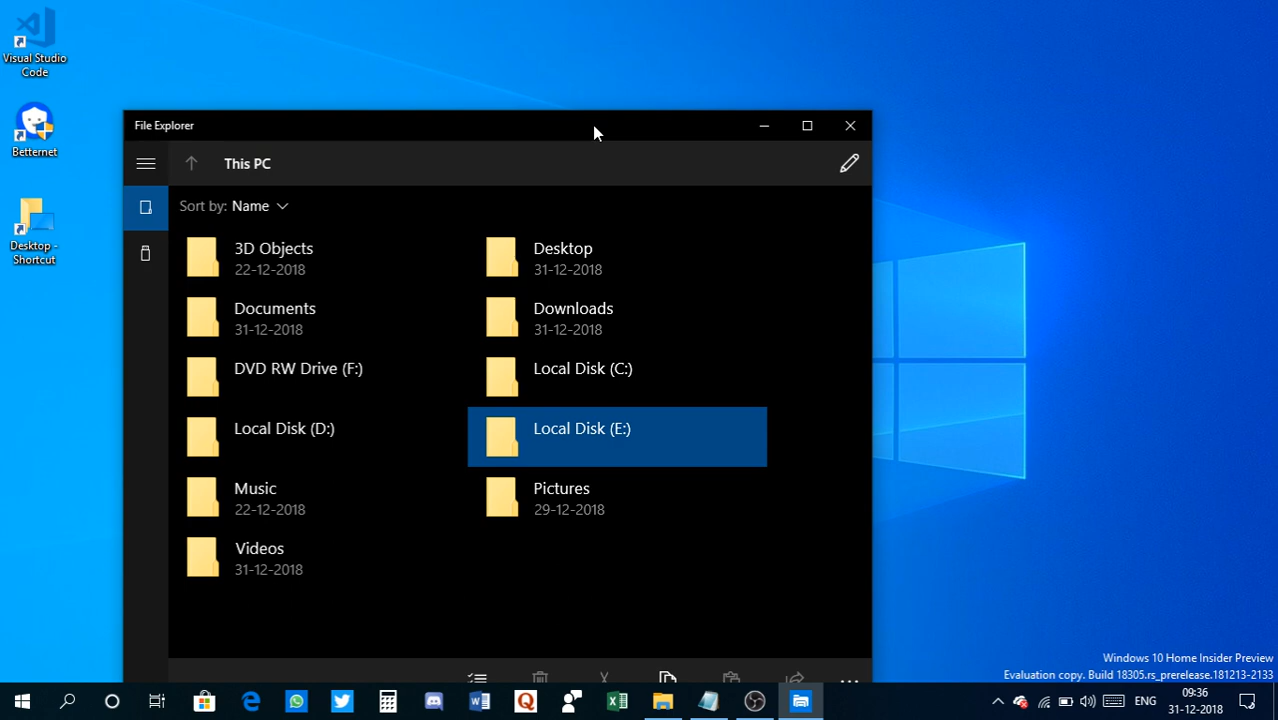 Visual Studio
Code
Betternet
Desktop -
Shortcut
File Explorer
This PC
Sort by: Name
3D Objects
22-12-2018
Desktop
31-12-2018
Documents
31-12-2018
Downloads
31-12-2018
DVD RW Drive (F:)
Local Disk (C:)
Local Disk (D:)
Local Disk (E:)
Music
22-12-2018
Pictures
29-12-2018
Videos
31-12-2018
Windows 10 Home Insider Preview
Evaluation copy. Build 18305.rs_prerelease.181213-2133
ENG
09:36
31-12-2018